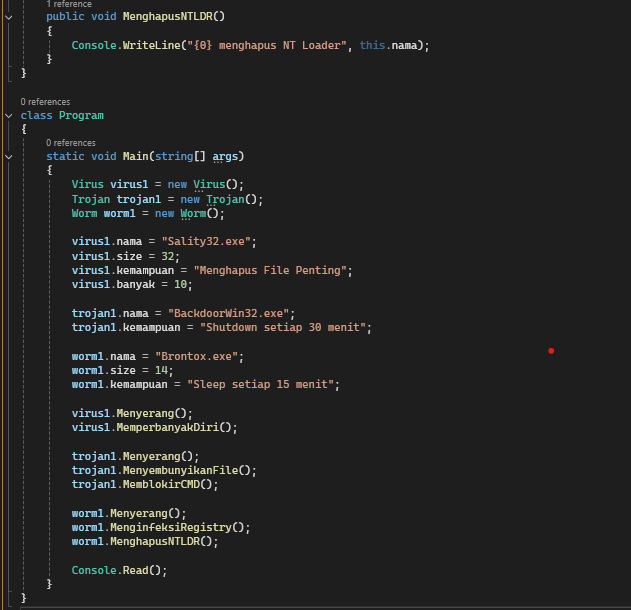 1 reference
public void MenghapusNTLDR()
{
Console.WriteLine("{0} menghapus NT Loader", this.nama);
}
}
0 references
class Program
{
0 references
static void Main(string[] args)
{
Virus virus1 = new Virus();
Trojan trojan1 = new Trojan();
Worm worm1 = new Worm();
virus1.nama = "Sality32.exe";
virus1.size = 32;
virus1.kemampuan = "Menghapus File Penting";
virus1.banyak = 10;
trojan1.nama = "BackdoorWin32.exe";
trojan1.kemampuan = "Shutdown setiap 30 menit";
worm1.nama = "Brontox.exe";
worm1.size = 14;
worm1.kemampuan = "Sleep setiap 15 menit";
virus1.Menyerang();
virus1.MemperbanyakDiri();
trojan1.Menyerang();
trojan1.MenyembunyikanFile();
trojan1.MemblokirCMD();
worm1.Menyerang();
worm1.MenginfeksiRegistry();
worm1.MenghapusNTLDR();
Console.Read();
}
}